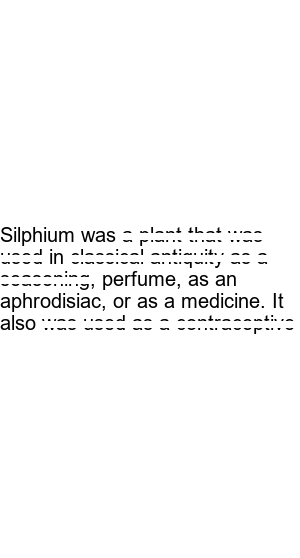 Silphium was a plant that was
used in classical antiquity as a
seasoning, perfume, as an
aphrodisiac, or as a medicine. It
also was used as a contraceptive